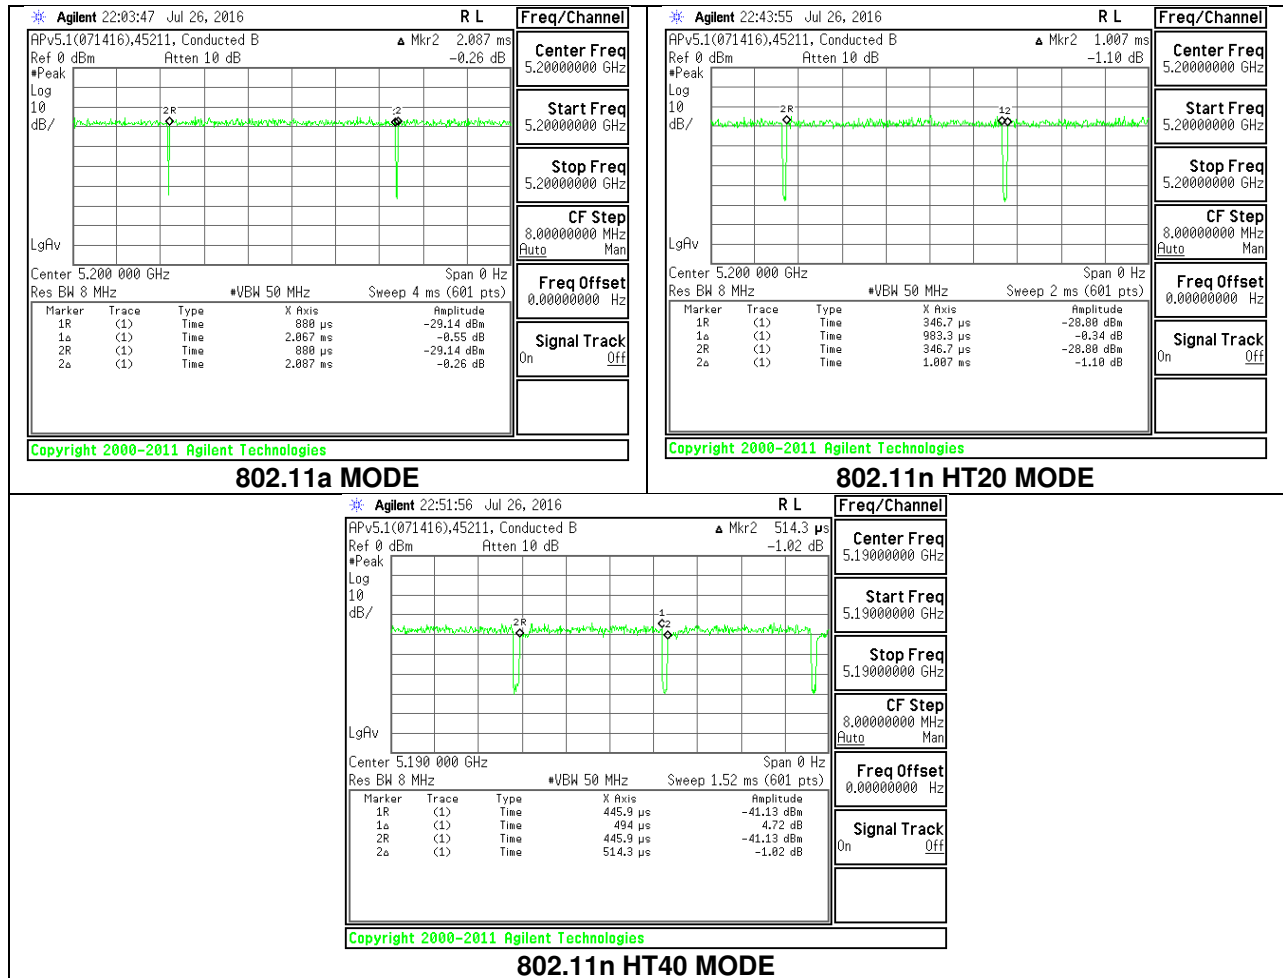 Agilent 22:03:47 Jul 26, 2016 R L Freq/Channel
APv5.1(071416),45211, Conducted B Δ Mkr2 2.087 ms
Ref 0 dBm Atten 10 dB -0.26 dB
#Peak
Log
10
dB/
2R
2
LgAv
Center 5.200 000 GHz Span 0 Hz
Res BW 8 MHz #VBW 50 MHz Sweep 4 ms (601 pts)
Marker Trace Type X Axis Amplitude
1R (1) Time 880 µs -29.14 dBm
1Δ (1) Time 2.067 ms -0.55 dB
2R (1) Time 880 µs -29.14 dBm
2Δ (1) Time 2.087 ms -0.26 dB
Center Freq
5.20000000 GHz
Start Freq
5.20000000 GHz
Stop Freq
5.20000000 GHz
CF Step
8.00000000 MHz
Auto Man
Freq Offset
0.00000000 Hz
Signal Track
On Off
Copyright 2000-2011 Agilent Technologies
802.11a MODE
Agilent 22:43:55 Jul 26, 2016 R L Freq/Channel
APv5.1(071416),45211, Conducted B Δ Mkr2 1.007 ms
Ref 0 dBm Atten 10 dB -1.10 dB
#Peak
Log
10
dB/
2R
12
LgAv
Center 5.200 000 GHz Span 0 Hz
Res BW 8 MHz #VBW 50 MHz Sweep 2 ms (601 pts)
Marker Trace Type X Axis Amplitude
1R (1) Time 346.7 µs -28.80 dBm
1Δ (1) Time 983.3 µs -0.34 dB
2R (1) Time 346.7 µs -28.80 dBm
2Δ (1) Time 1.007 ms -1.10 dB
Center Freq
5.20000000 GHz
Start Freq
5.20000000 GHz
Stop Freq
5.20000000 GHz
CF Step
8.00000000 MHz
Auto Man
Freq Offset
0.00000000 Hz
Signal Track
On Off
Copyright 2000-2011 Agilent Technologies
802.11n HT20 MODE
Agilent 22:51:56 Jul 26, 2016 R L Freq/Channel
APv5.1(071416),45211, Conducted B Δ Mkr2 514.3 µs
Ref 0 dBm Atten 10 dB -1.02 dB
#Peak
Log
10
dB/
1
2R
2
LgAv
Center 5.190 000 GHz Span 0 Hz
Res BW 8 MHz #VBW 50 MHz Sweep 1.52 ms (601 pts)
Marker Trace Type X Axis Amplitude
1R (1) Time 445.9 µs -41.13 dBm
1Δ (1) Time 494 µs 4.72 dB
2R (1) Time 445.9 µs -41.13 dBm
2Δ (1) Time 514.3 µs -1.02 dB
Center Freq
5.19000000 GHz
Start Freq
5.19000000 GHz
Stop Freq
5.19000000 GHz
CF Step
8.00000000 MHz
Auto Man
Freq Offset
0.00000000 Hz
Signal Track
On Off
Copyright 2000-2011 Agilent Technologies
802.11n HT40 MODE